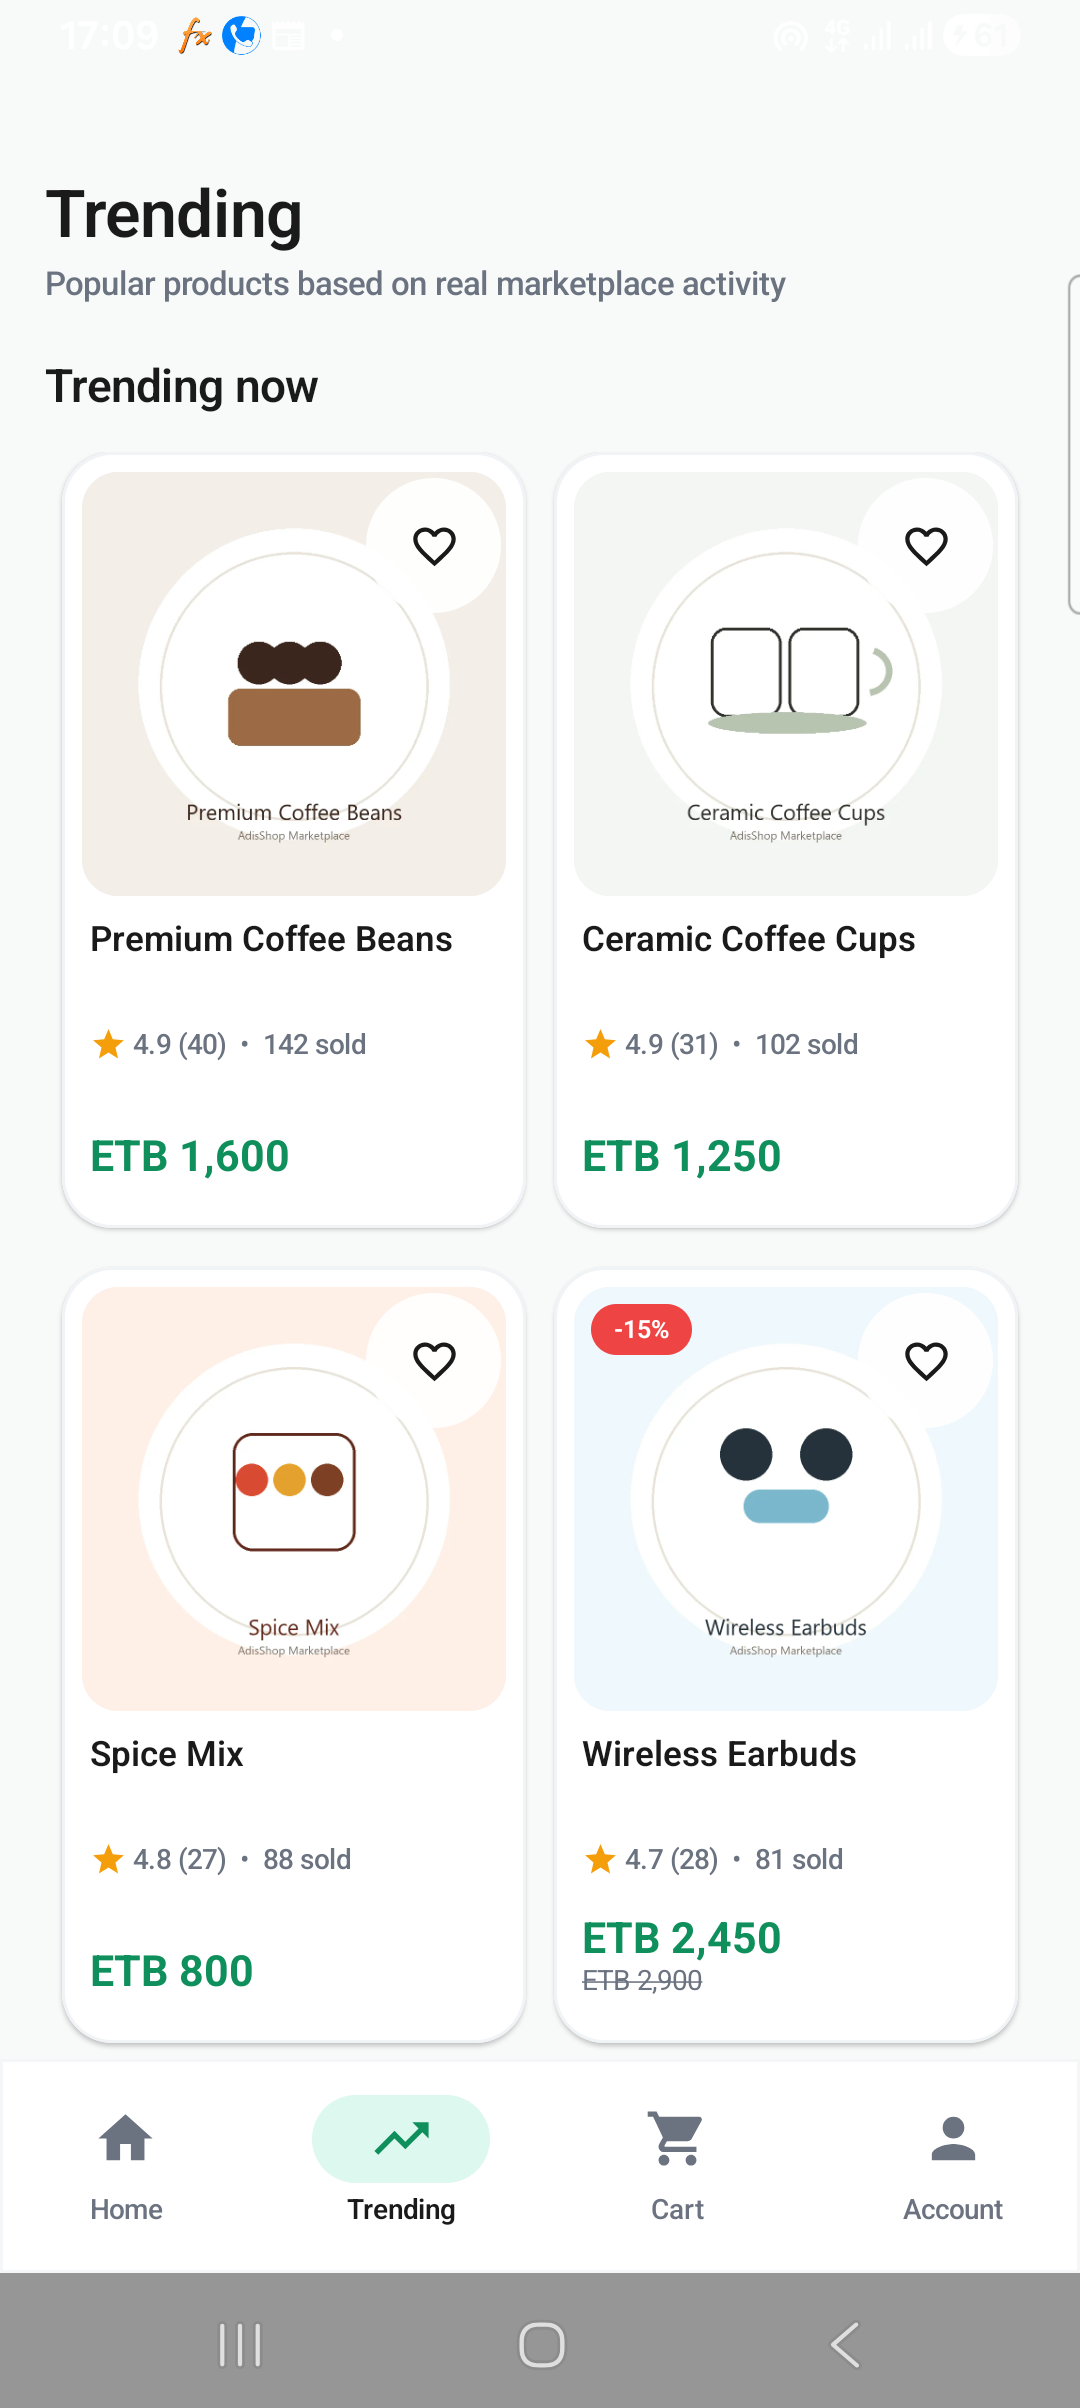 17:09
4G
61
Trending
Popular products based on real marketplace activity
Trending now
Premium Coffee Beans
AdisShop Marketplace
Ceramic Coffee Cups
AdisShop Marketplace
Premium Coffee Beans
Ceramic Coffee Cups
4.9 (40) • 142 sold
4.9 (31) • 102 sold
ETB 1,600
ETB 1,250
-15%
Spice Mix
AdisShop Marketplace
Wireless Earbuds
AdisShop Marketplace
Spice Mix
Wireless Earbuds
4.8 (27) • 88 sold
4.7 (28) • 81 sold
ETB 800
ETB 2,450
ETB 2,900
Home
Trending
Cart
Account